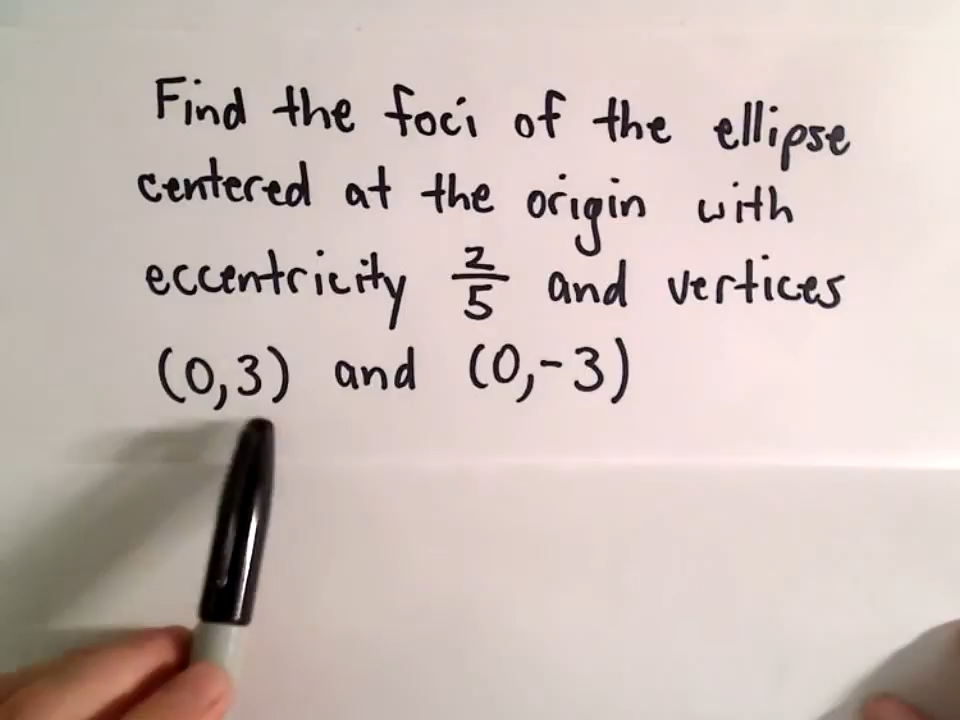 Find the foci of the ellipse
centered at the origin with
eccentricity 2/5 and vertices
(0,3) and (0,-3)